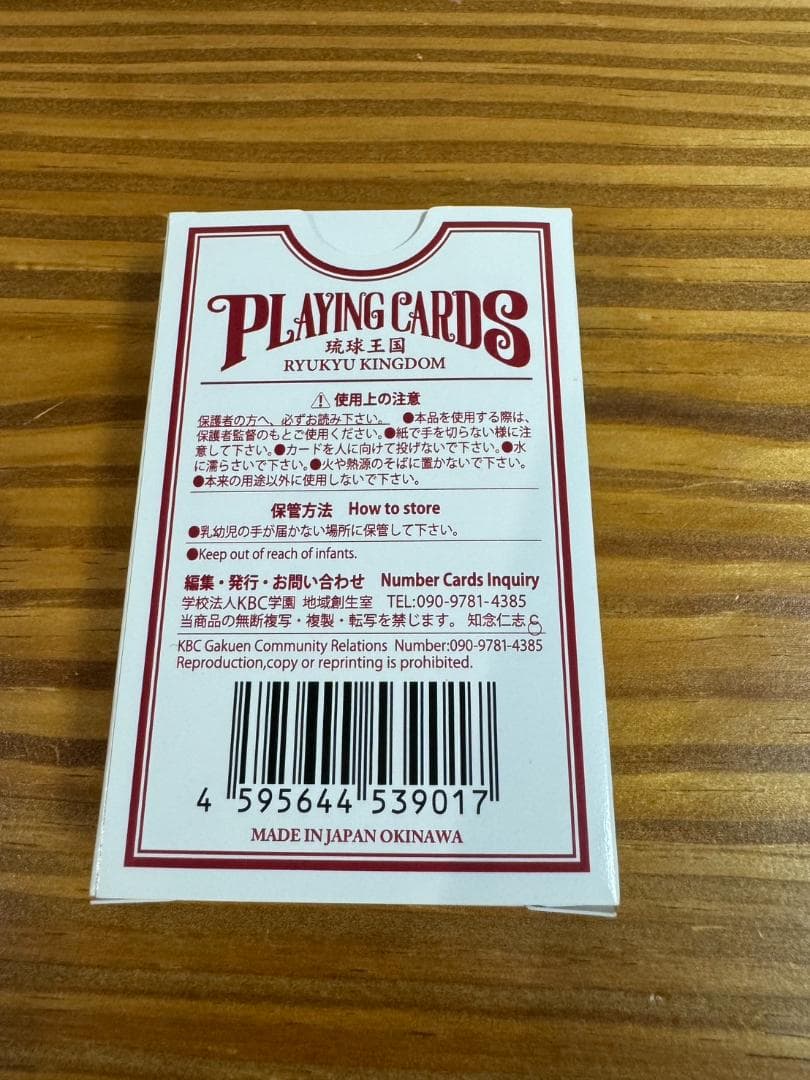 PLAYING CARDS
琉球王国
RYUKYU KINGDOM
⚠ 使用上の注意
保護者の方へ、必ずお読み下さい。 ●本品を使用する際は、
保護者監督のもとご使用ください。●紙で手を切らない様に注
意して下さい。●カードを人に向けて投げないで下さい。●水
に濡らさいで下さい。●火や熱源のそばに置かないで下さい。
●本来の用途以外に使用しないで下さい。
保管方法 How to store
●乳幼児の手が届かない場所に保管して下さい。
●Keep out of reach of infants.
編集・発行・お問い合わせ Number Cards Inquiry
学校法人KBC学園 地域創生室 TEL:090-9781-4385
当商品の無断複写・複製・転写を禁じます。 知念仁志
KBC Gakuen Community Relations Number:090-9781-4385
Reproduction,copy or reprinting is prohibited.
4 595644 539017
MADE IN JAPAN OKINAWA